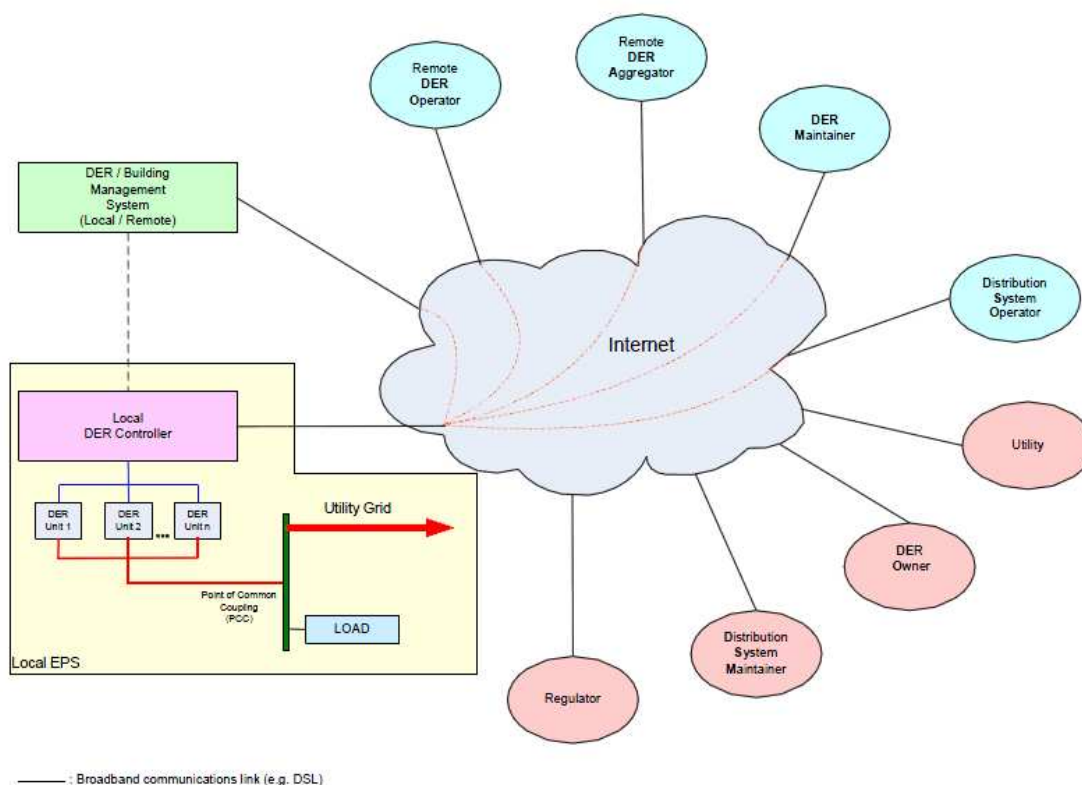 Remote
DER
Operator
Remote
DER
Aggregator
DER
Maintainer
DER / Building
Management
System
(Local / Remote)
Distribution
System
Operator
Internet
Local
DER Controller
Utility
DER
Unit 1
DER
Unit 2
...
DER
Unit n
Utility Grid
DER
Owner
Point of Common
Coupling
(PCC)
LOAD
Distribution
System
Maintainer
Local EPS
Regulator
: Broadband communications link (e.g. DSL)